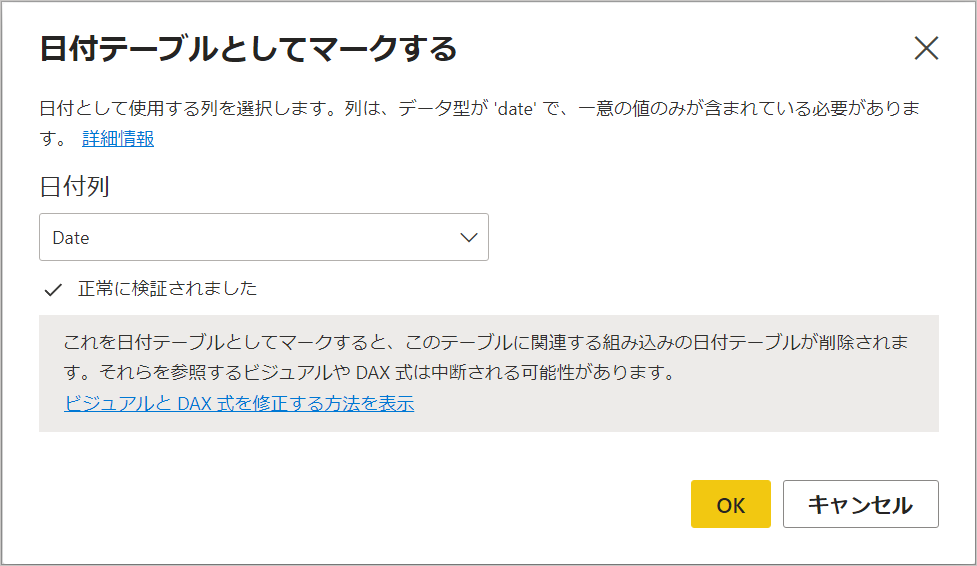 日付テーブルとしてマークする
日付として使用する列を選択します。列は、データ型が 'date' で、一意の値のみが含まれている必要がありま
す。 詳細情報
日付列
Date
正常に検証されました
これを日付テーブルとしてマークすると、このテーブルに関連する組み込みの日付テーブルが削除されま
す。それらを参照するビジュアルや DAX 式は中断される可能性があります。
ビジュアルと DAX 式を修正する方法を表示
OK
キャンセル